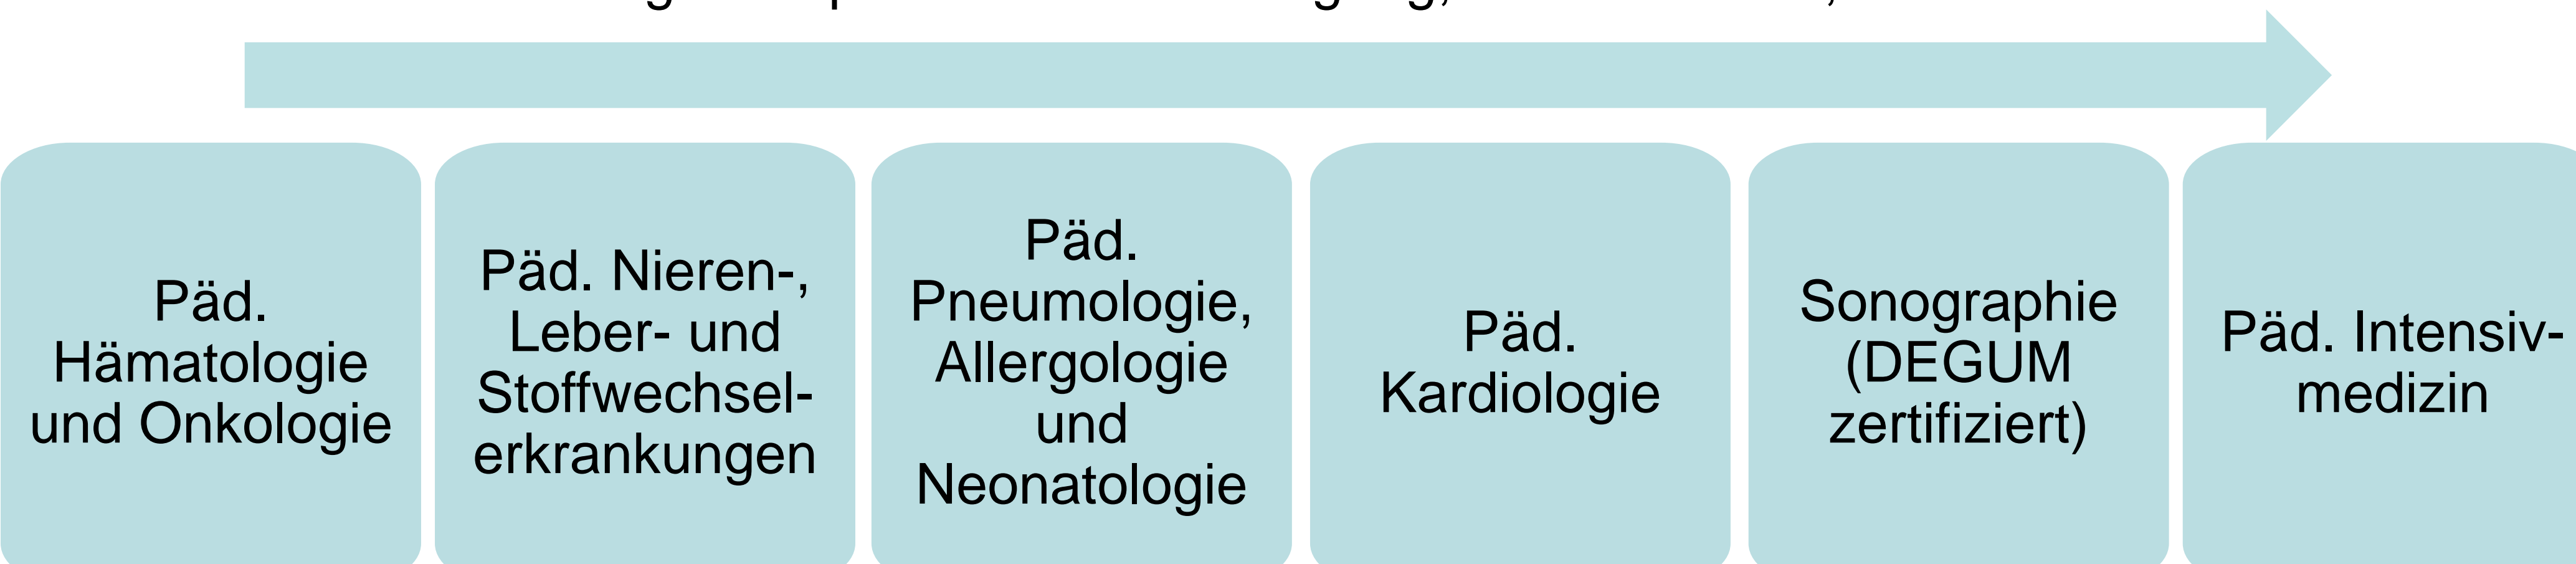 Päd.
Hämatologie
und Onkologie
Päd. Nieren-,
Leber- und
Stoffwechsel-
erkrankungen
Päd.
Pneumologie,
Allergologie
und
Neonatologie
Päd.
Kardiologie
Sonographie
(DEGUM
zertifiziert)
Päd. Intensiv-
medizin